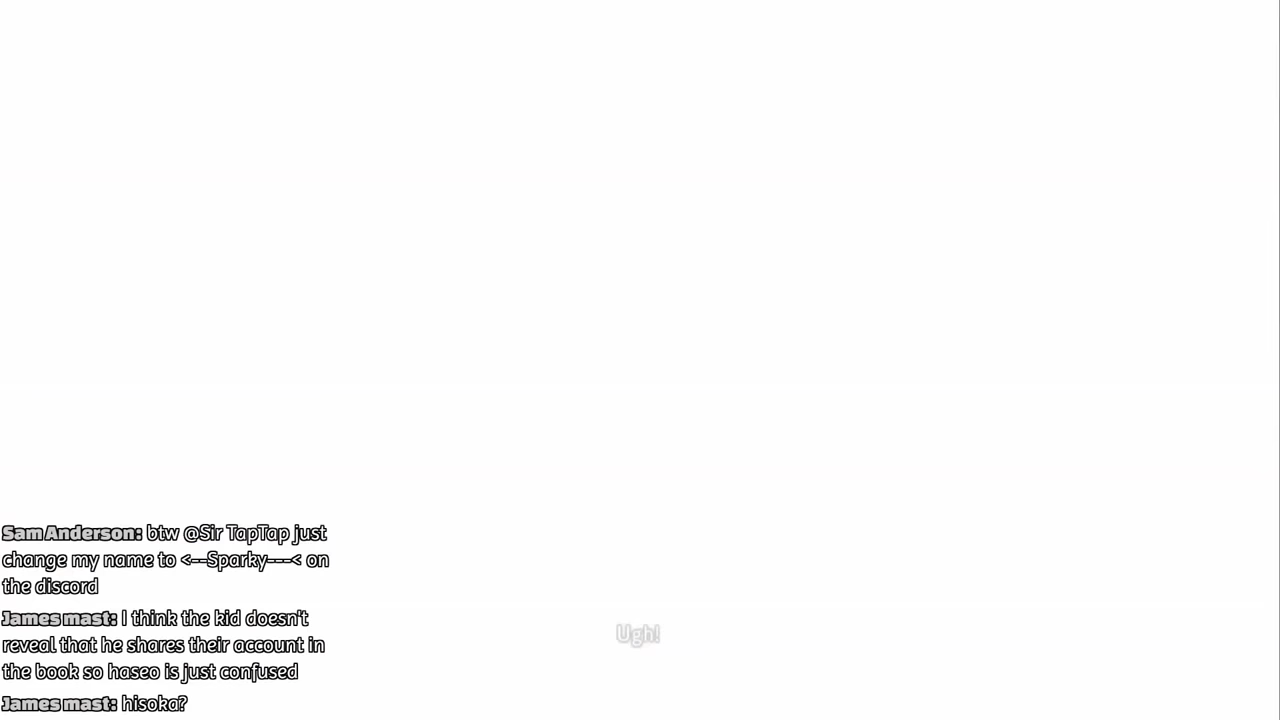 Sam Anderson: btw @Sir TapTap just
change my name to <--Sparky---< on
the discord
James mast: I think the kid doesn't
reveal that he shares their account in
the book so haseo is just confused
Ugh!
James mast: hisoka?